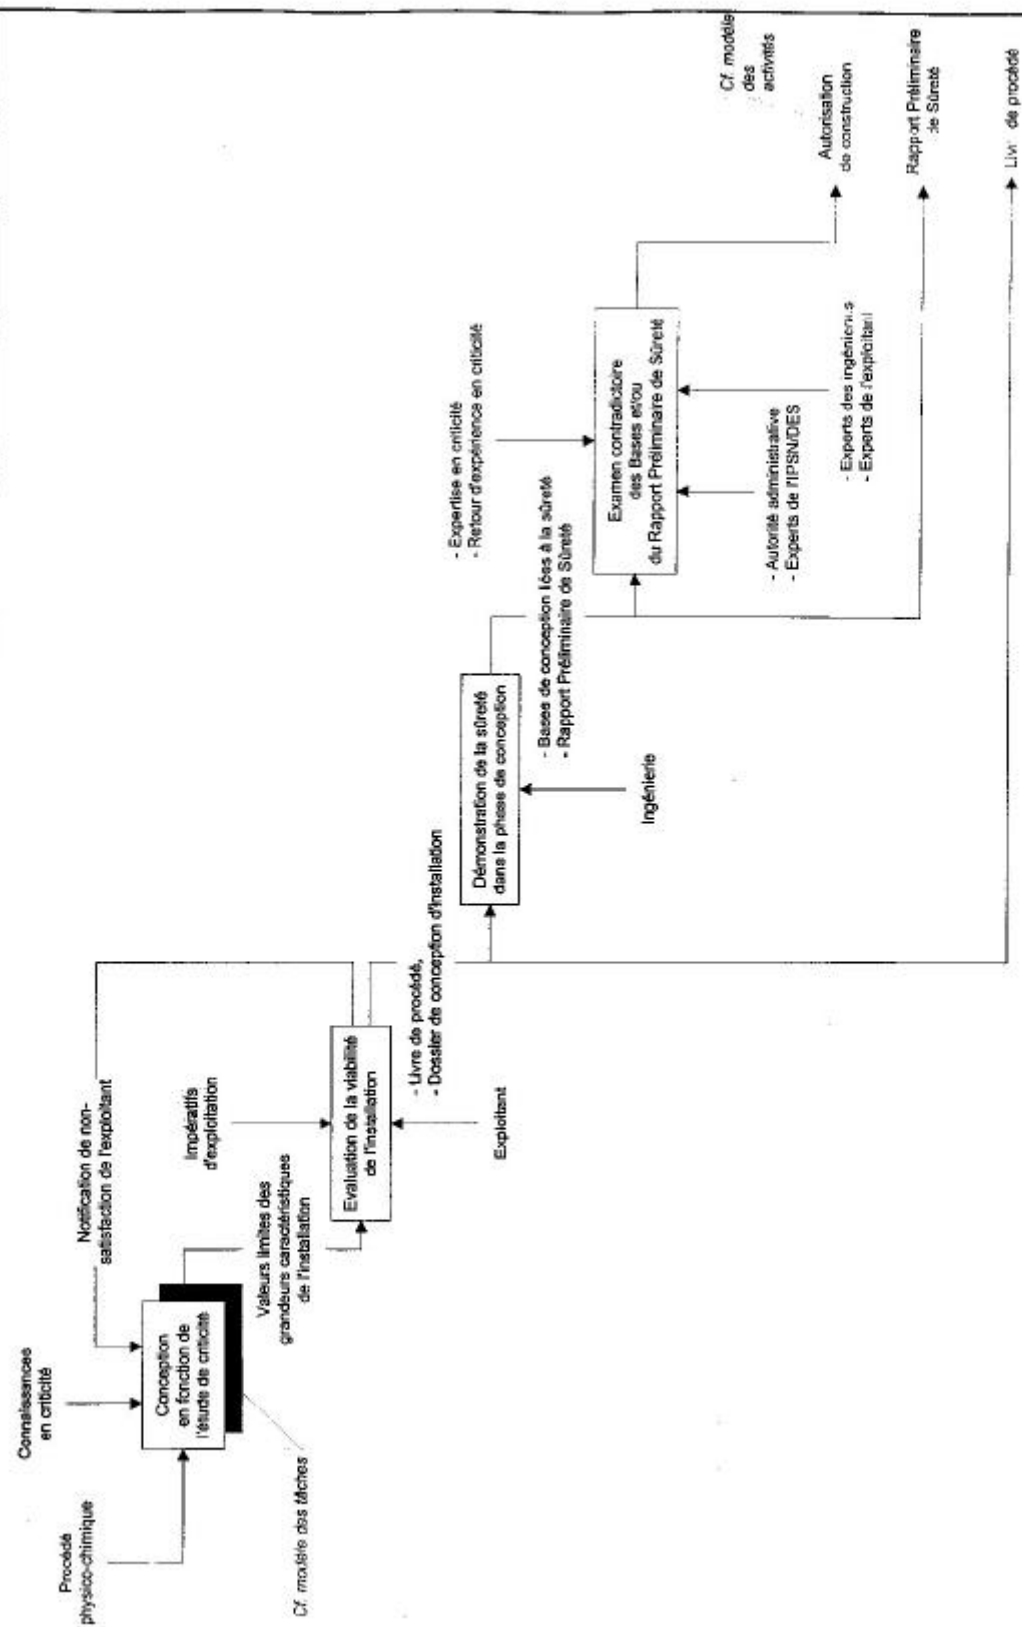 Procédé
physico-chimique
Connaissances
en criticité
Notification de non-
satisfaction de l'exploitant
Conception
en fonction de
l'étude de criticité
Cf. modèle des tâches
Impératifs
d'exploitation
Valeurs limites des
grandeurs caractéristiques
de l'installation
Evaluation de la viabilité
de l'installation
Exploitant
- Livre de procédé,
- Dossier de conception d'installation
Démonstration de la sûreté
dans la phase de conception
Ingénierie
- Bases de conception liées à la sûreté
- Rapport Préliminaire de Sûreté
- Expertise en criticité
- Retour d'expérience en criticité
Examen contradictoire
des Bases et/ou
du Rapport Préliminaire de Sûreté
- Autorité administrative
- Experts de l'IPSN/DES
- Experts des ingénieries
- Experts de l'exploitant
Cf. modèle
des
activités
Autorisation
de construction
Rapport Préliminaire
de Sûreté
de procédé